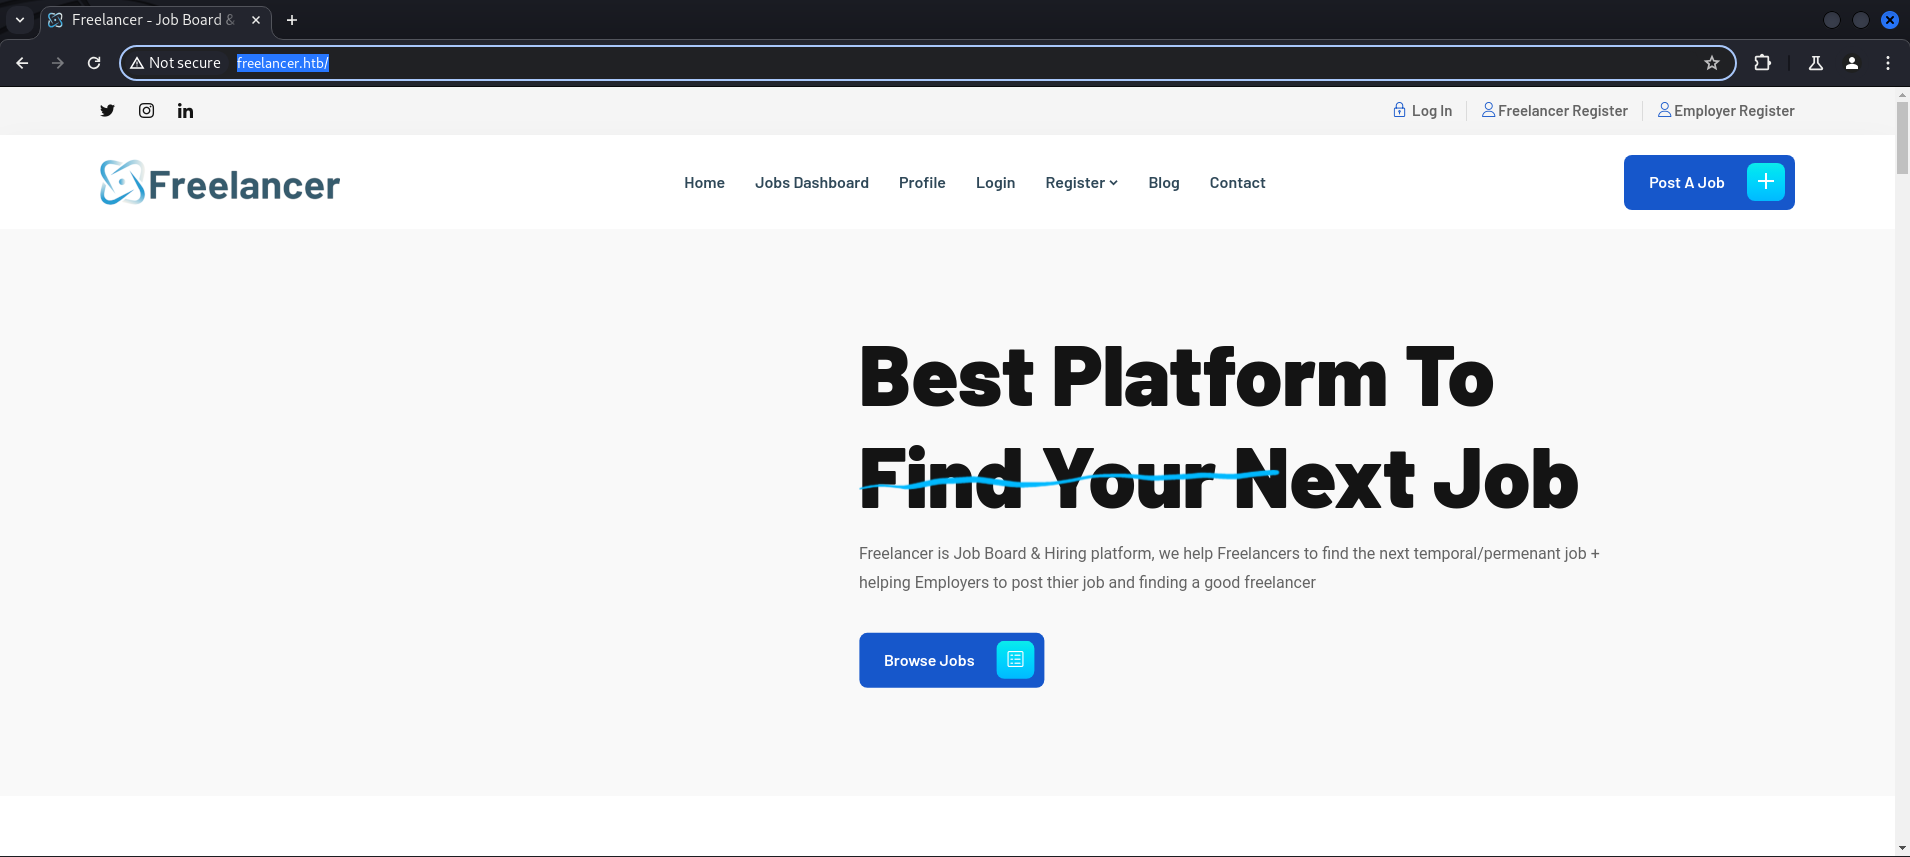 Freelancer - Job Board &
Not secure freelancer.htb/
Log In Freelancer Register Employer Register
Freelancer Home Jobs Dashboard Profile Login Register Blog Contact Post A Job
Best Platform To
Find Your Next Job
Freelancer is Job Board & Hiring platform, we help Freelancers to find the next temporal/permenant job +
helping Employers to post thier job and finding a good freelancer
Browse Jobs